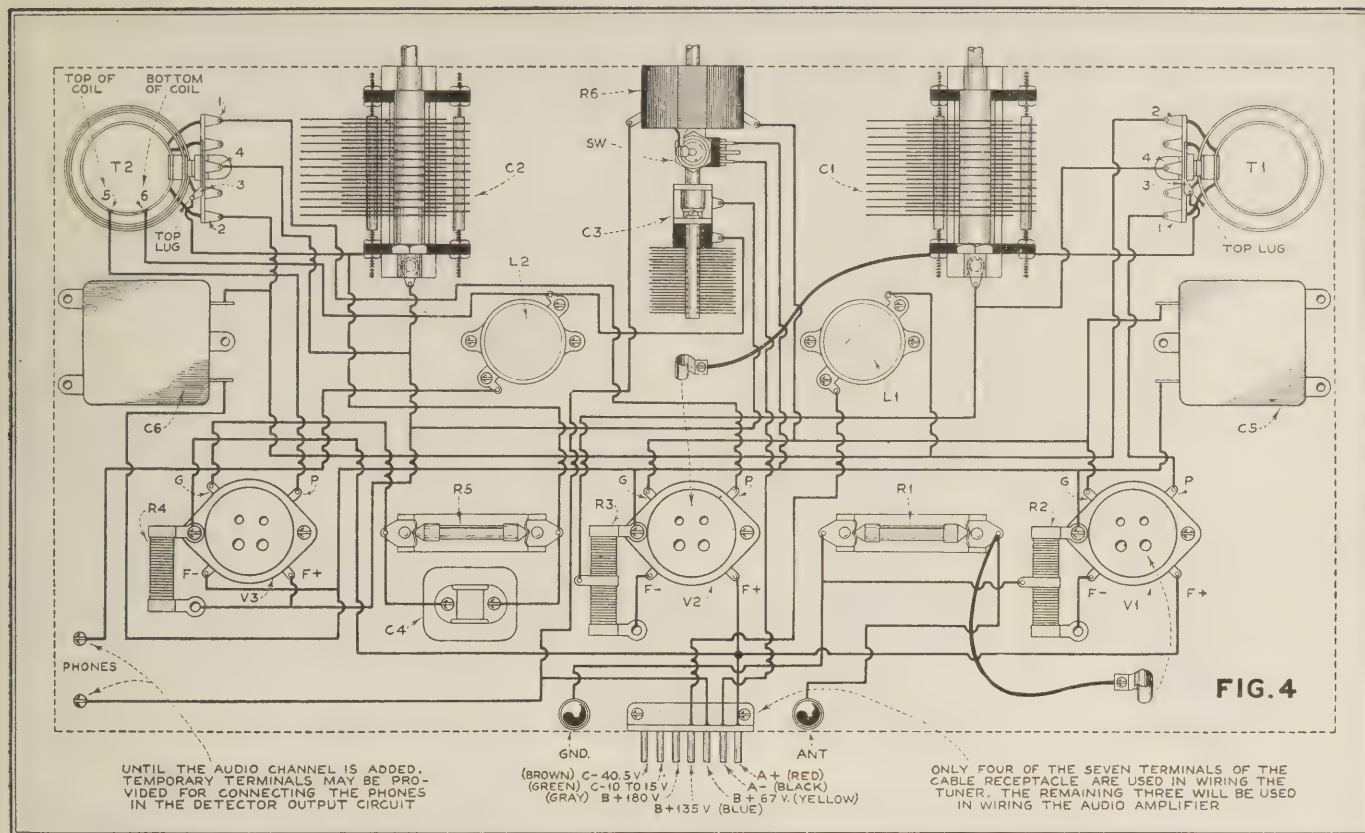 TOP OF
COIL
BOTTOM
OF COIL
1
T2
4
3
5
6
2
TOP
LUG
C2
R6
SW
C3
C1
2
4
3
1
T1
TOP LUG
L2
L1
C6
C5
G
P
R4
F-
F+
V3
R5
C4
G
P
R3
F-
F+
V2
R1
G
P
R2
F-
F+
V1
PHONES
GND.
ANT
FIG. 4
UNTIL THE AUDIO CHANNEL IS ADDED.
TEMPORARY TERMINALS MAY BE PRO-
VIDED FOR CONNECTING THE PHONES
IN THE DETECTOR OUTPUT CIRCUIT
(BROWN) C-40.5 V
(GREEN) C-10 TO 15 V
(GRAY) B+180 V
B+135 V (BLUE)
A+ (RED)
A- (BLACK)
B+ 67 V. (YELLOW)
ONLY FOUR OF THE SEVEN TERMINALS OF THE
CABLE RECEPTACLE ARE USED IN WIRING THE
TUNER. THE REMAINING THREE WILL BE USED
IN WIRING THE AUDIO AMPLIFIER